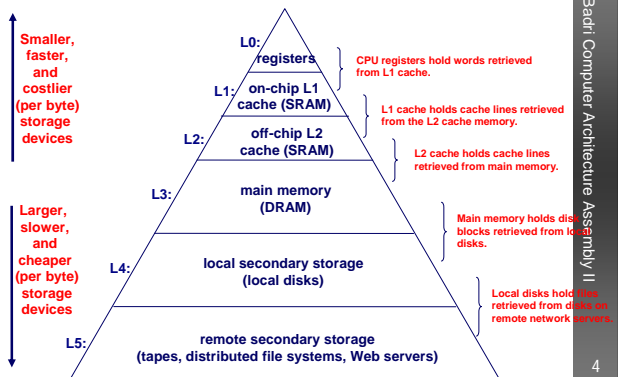 Smaller,
faster,
and
costlier
(per byte)
storage
devices
Larger,
slower,
and
cheaper
(per byte)
storage
devices
L0:
registers
CPU registers hold words retrieved
from L1 cache.
L1:
on-chip L1
cache (SRAM)
L1 cache holds cache lines retrieved
from the L2 cache memory.
L2:
off-chip L2
cache (SRAM)
L2 cache holds cache lines
retrieved from main memory.
L3:
main memory
(DRAM)
Main memory holds disk
blocks retrieved from local
disks.
L4:
local secondary storage
(local disks)
Local disks hold files
retrieved from disks on
remote network servers.
L5:
remote secondary storage
(tapes, distributed file systems, Web servers)
Badri Computer Architecture Assembly II
4